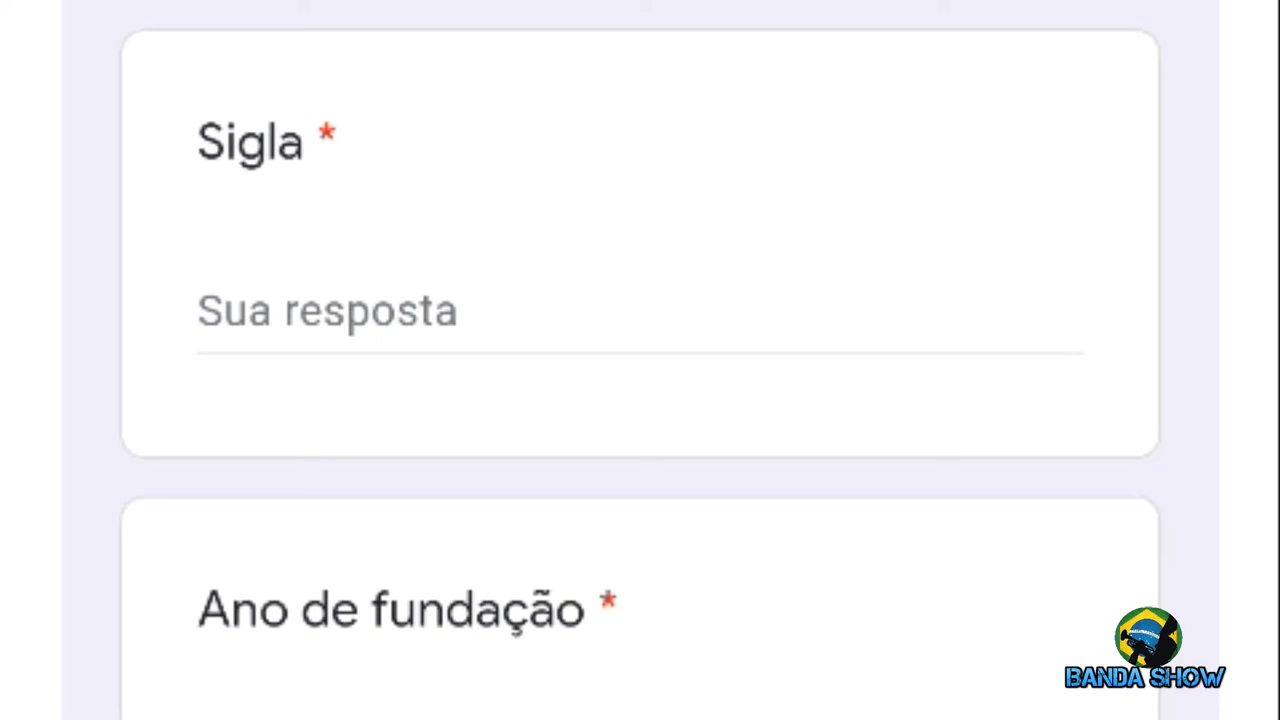 Sigla *
Sua resposta
Ano de fundação *
BANDA SHOW